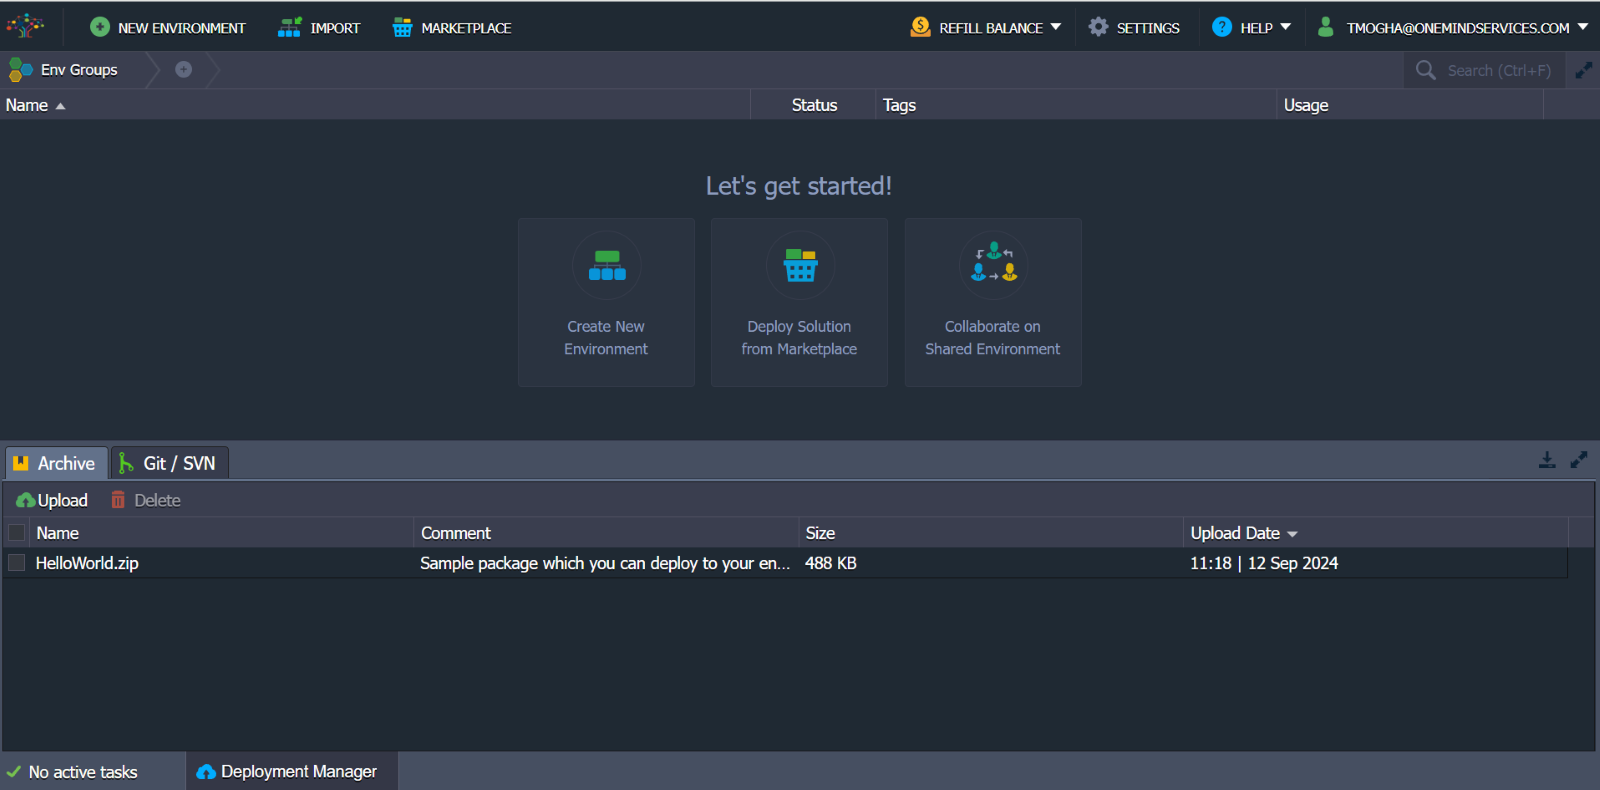 NEW ENVIRONMENT IMPORT MARKETPLACE $ REFILL BALANCE SETTINGS ? HELP TMOGHA@ONEMINDSERVICES.COM
Env Groups Search (Ctrl+F)
Name Status Tags Usage
Let's get started!
Create New
Environment
Deploy Solution
from Marketplace
Collaborate on
Shared Environment
Archive Git / SVN
Upload Delete
Name Comment Size Upload Date
HelloWorld.zip Sample package which you can deploy to your en... 488 KB 11:18 | 12 Sep 2024
No active tasks Deployment Manager